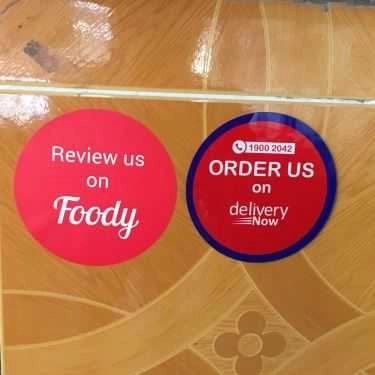 Review us
on
Foody
1900 2042
ORDER US
on
delivery
Now